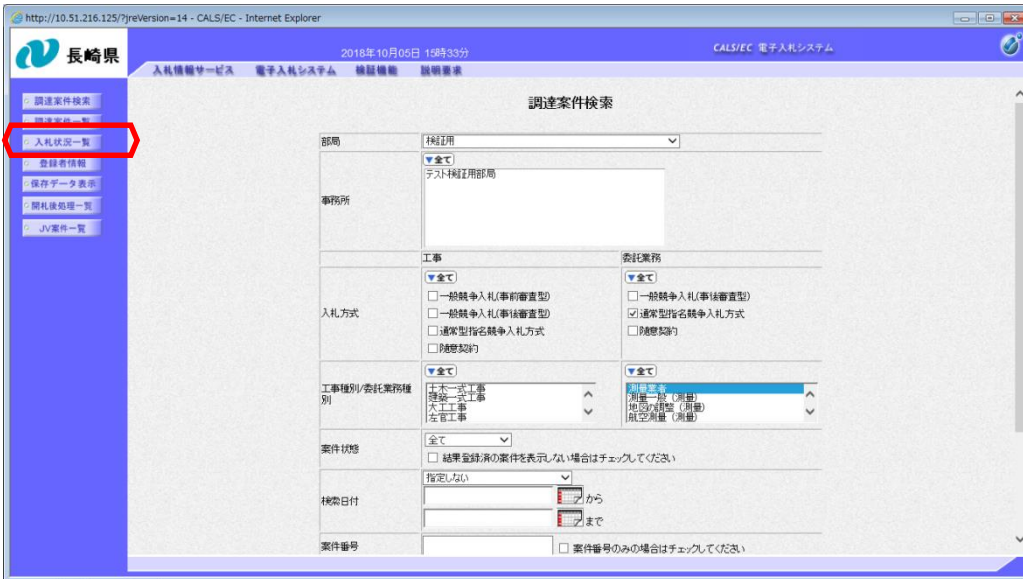 http://10.51.216.125/?jreVersion=14 - CALS/EC - Internet Explorer
長崎県
2018年10月05日 15時33分
CALS/EC 電子入札システム
入札情報サービス 電子入札システム 検証機能 説明要求
調達案件検索
調達案件一覧
入札状況一覧
登録者情報
保存データ表示
開札後処理一覧
JV案件一覧
調達案件検索
部局 検証用
事務所
▼全て
テスト検証用部局
工事 委託業務
入札方式
▼全て ▼全て
一般競争入札(事前審査型) 一般競争入札(事後審査型)
一般競争入札(事後審査型) 通常型指名競争入札方式
通常型指名競争入札方式 随意契約
随意契約
工事種別/委託業務種別
▼全て ▼全て
土木一式工事 測量業者
建築一式工事 測量一般 (測量)
大工工事 地図の調整 (測量)
左官工事 航空測量 (測量)
案件状態 全て
結果登録済の案件を表示しない場合はチェックしてください
検索日付
指定しない
から
まで
案件番号 案件番号のみの場合はチェックしてください